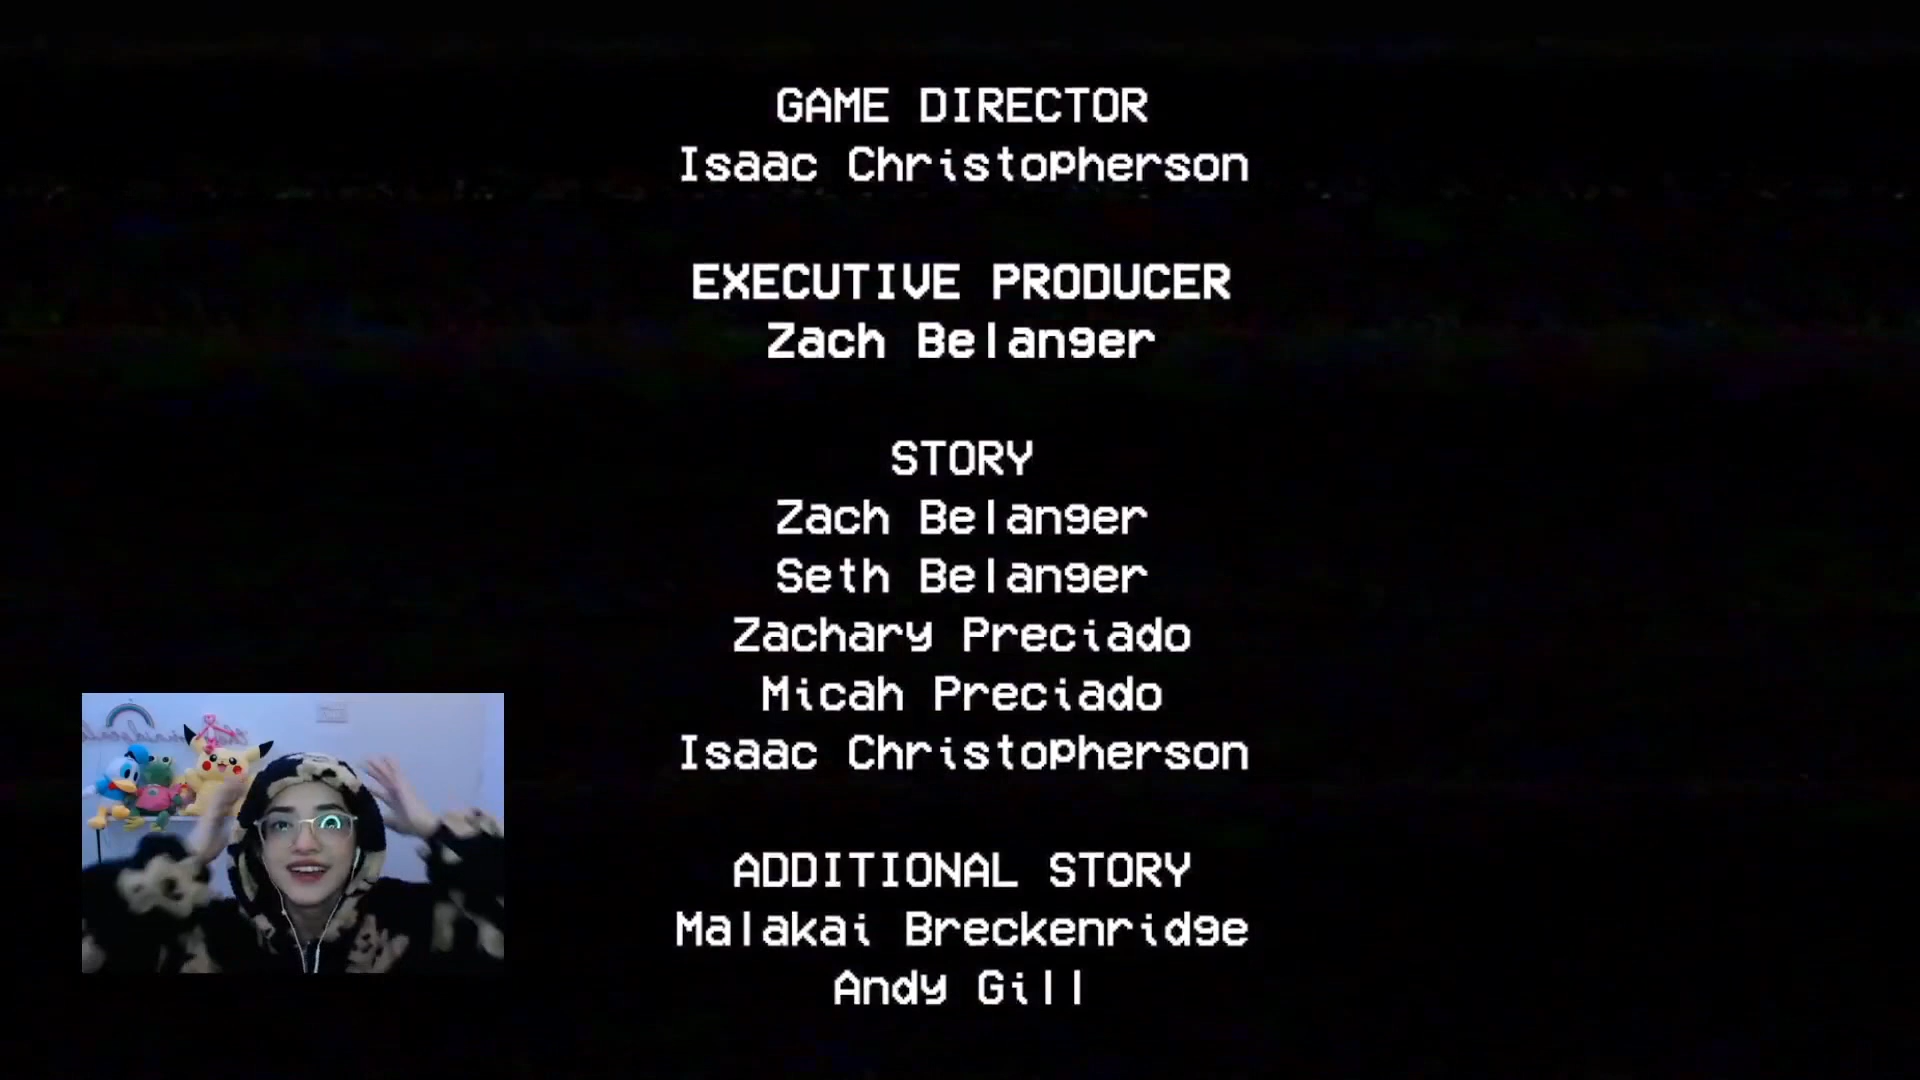 GAME DIRECTOR
Isaac Christopherson
EXECUTIVE PRODUCER
Zach Belanger
STORY
Zach Belanger
Seth Belanger
Zachary Preciado
Micah Preciado
Isaac Christopherson
ADDITIONAL STORY
Malakai Breckenridge
Andy Gill